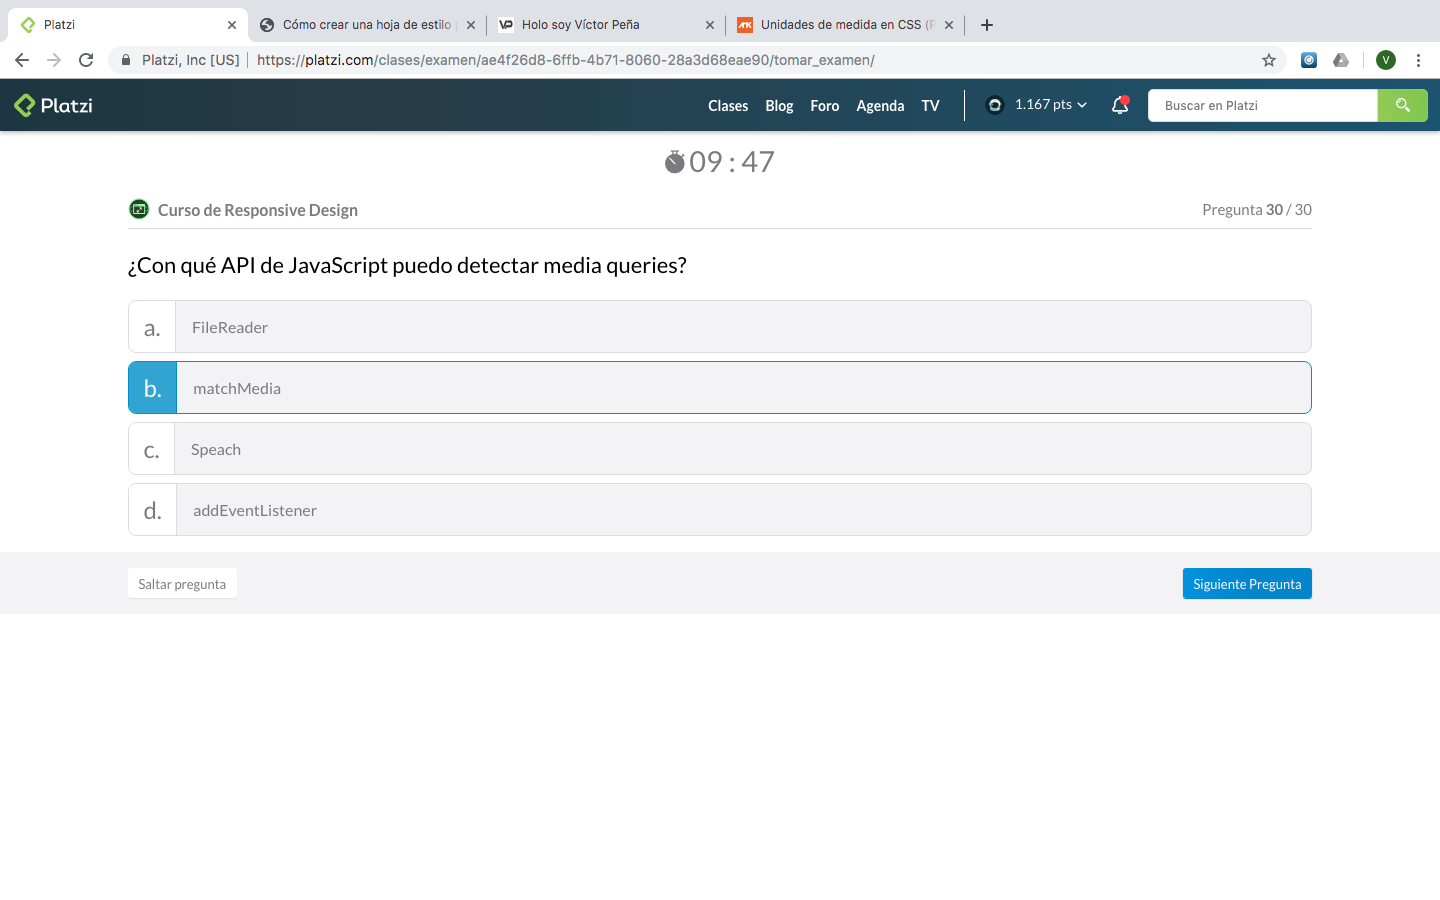 Platzi
Cómo crear una hoja de estilo
Holo soy Víctor Peña
Unidades de medida en CSS (P
Platzi, Inc [US]
https://platzi.com/clases/examen/ae4f26d8-6ffb-4b71-8060-28a3d68eae90/tomar_examen/
V
Platzi
Clases
Blog
Foro
Agenda
TV
1.167 pts
Buscar en Platzi
09 : 47
Curso de Responsive Design
Pregunta 30 / 30
¿Con qué API de JavaScript puedo detectar media queries?
a. FileReader
b. matchMedia
c. Speach
d. addEventListener
Saltar pregunta
Siguiente Pregunta